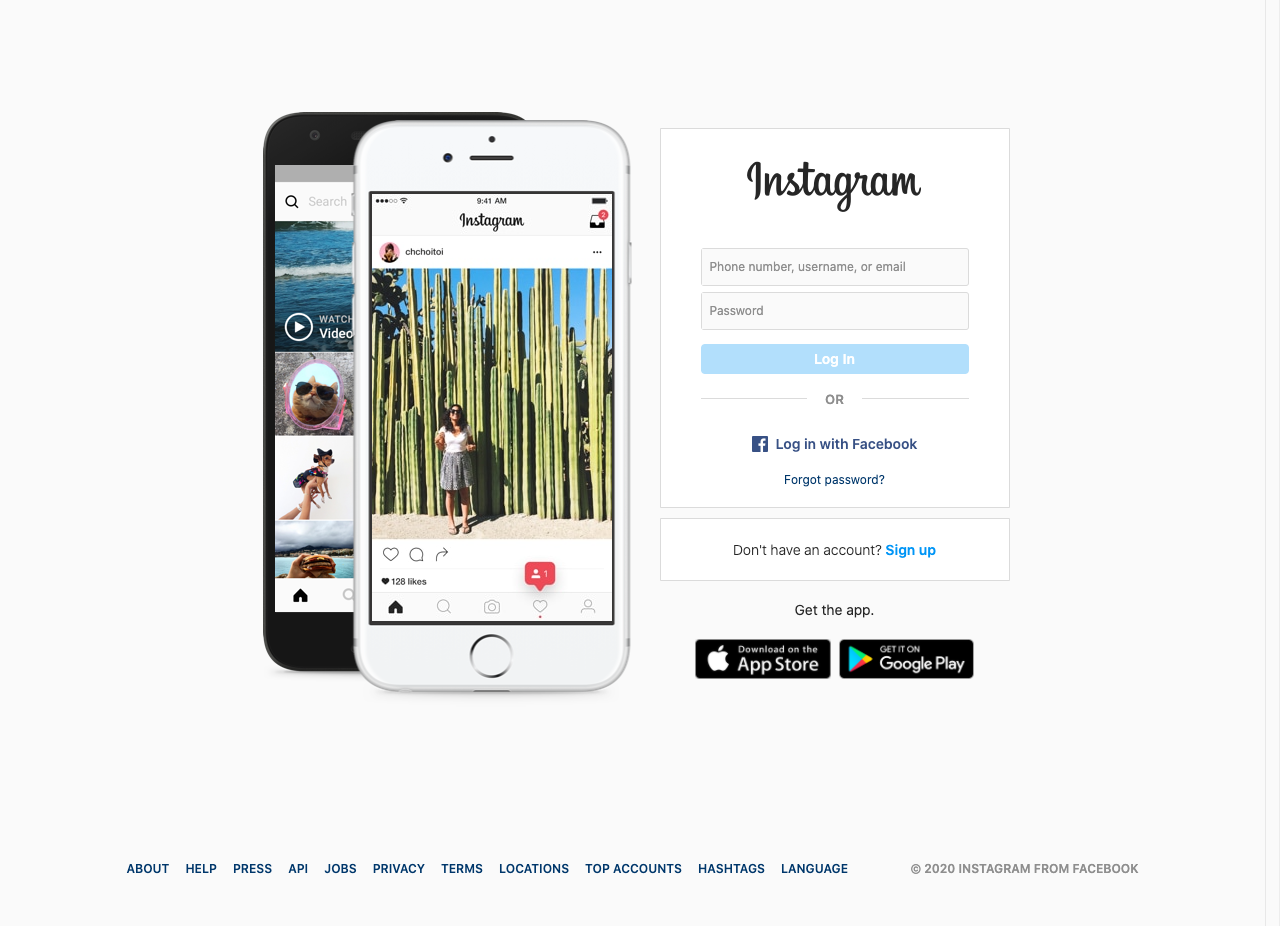 Search
WATCH
Video
9:41 AM
Instagram
2
chchoitoi
128 likes
1
Instagram
Phone number, username, or email
Password
Log In
OR
Log in with Facebook
Forgot password?
Don't have an account? Sign up
Get the app.
Download on the
App Store
GET IT ON
Google Play
ABOUT HELP PRESS API JOBS PRIVACY TERMS LOCATIONS TOP ACCOUNTS HASHTAGS LANGUAGE © 2020 INSTAGRAM FROM FACEBOOK